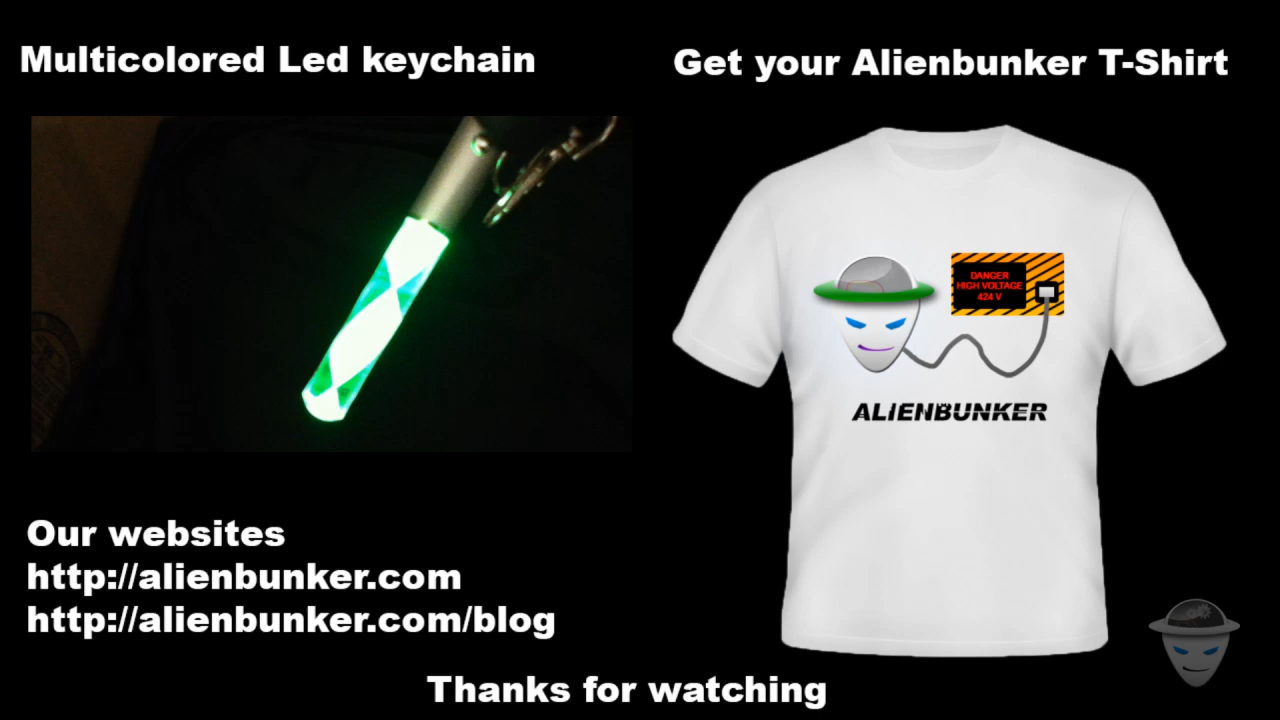 Multicolored Led keychain
Get your Alienbunker T-Shirt
DANGER
HIGH VOLTAGE
424 V
ALIENBUNKER
Our websites
http://alienbunker.com
http://alienbunker.com/blog
Thanks for watching